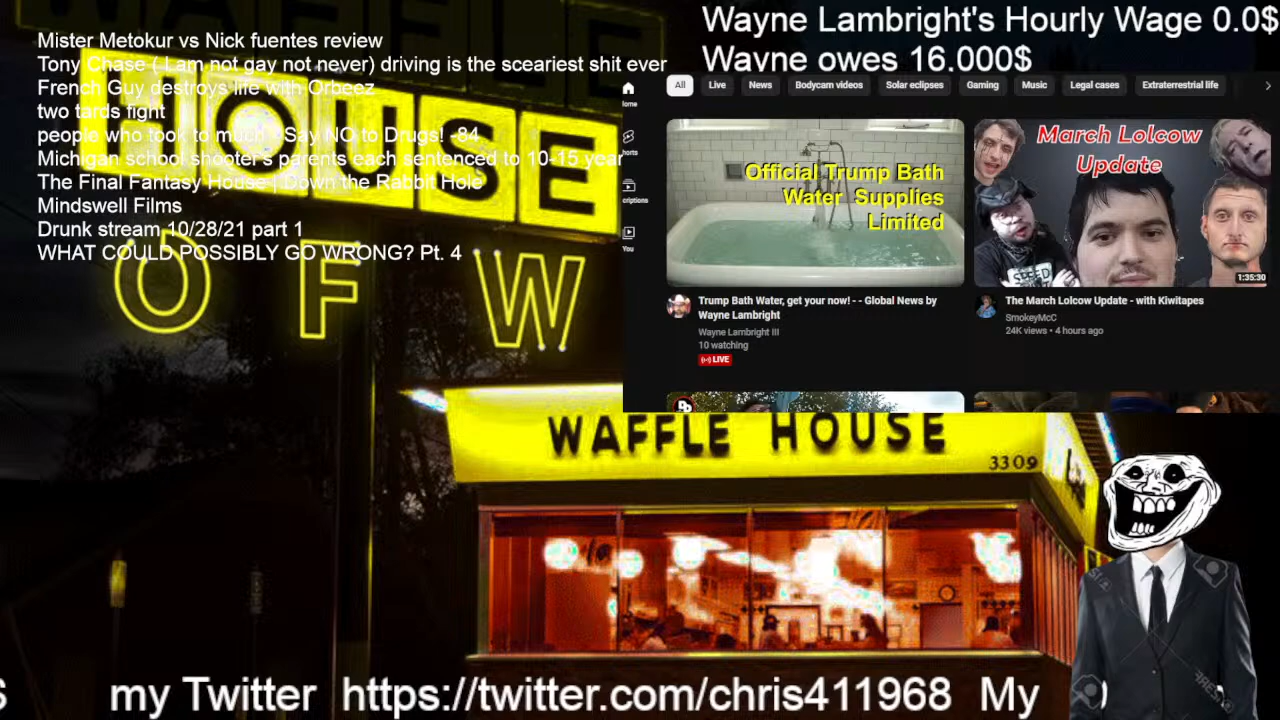 Wayne Lambright's Hourly Wage 0.0$
Wayne owes 16.000$
Mister Metokur vs Nick fuentes review
Tony Chase ( I am not gay not never) driving is the sceariest shit ever
French Guy destroys life with Orbeez
two tards fight
people who took to much - Say NO to Drugs! -84
Michigan school shooter's parents each sentenced to 10-15 year
The Final Fantasy House | Down the Rabbit Hole
Mindswell Films
Drunk stream 10/28/21 part 1
WHAT COULD POSSIBLY GO WRONG? Pt. 4
WAFFLE
HOUSE
OF W
All Live News Bodycam videos Solar eclipses Gaming Music Legal cases Extraterrestrial life
ome
horts
criptions
You
Official Trump Bath
Water Supplies
Limited
March Lolcow
Update
SPEED
1:35:30
Trump Bath Water, get your now! - - Global News by
Wayne Lambright
Wayne Lambright III
10 watching
LIVE
The March Lolcow Update - with Kiwitapes
SmokeyMcC
24K views • 4 hours ago
WAFFLE HOUSE
3309
my Twitter https://twitter.com/chris411968 My